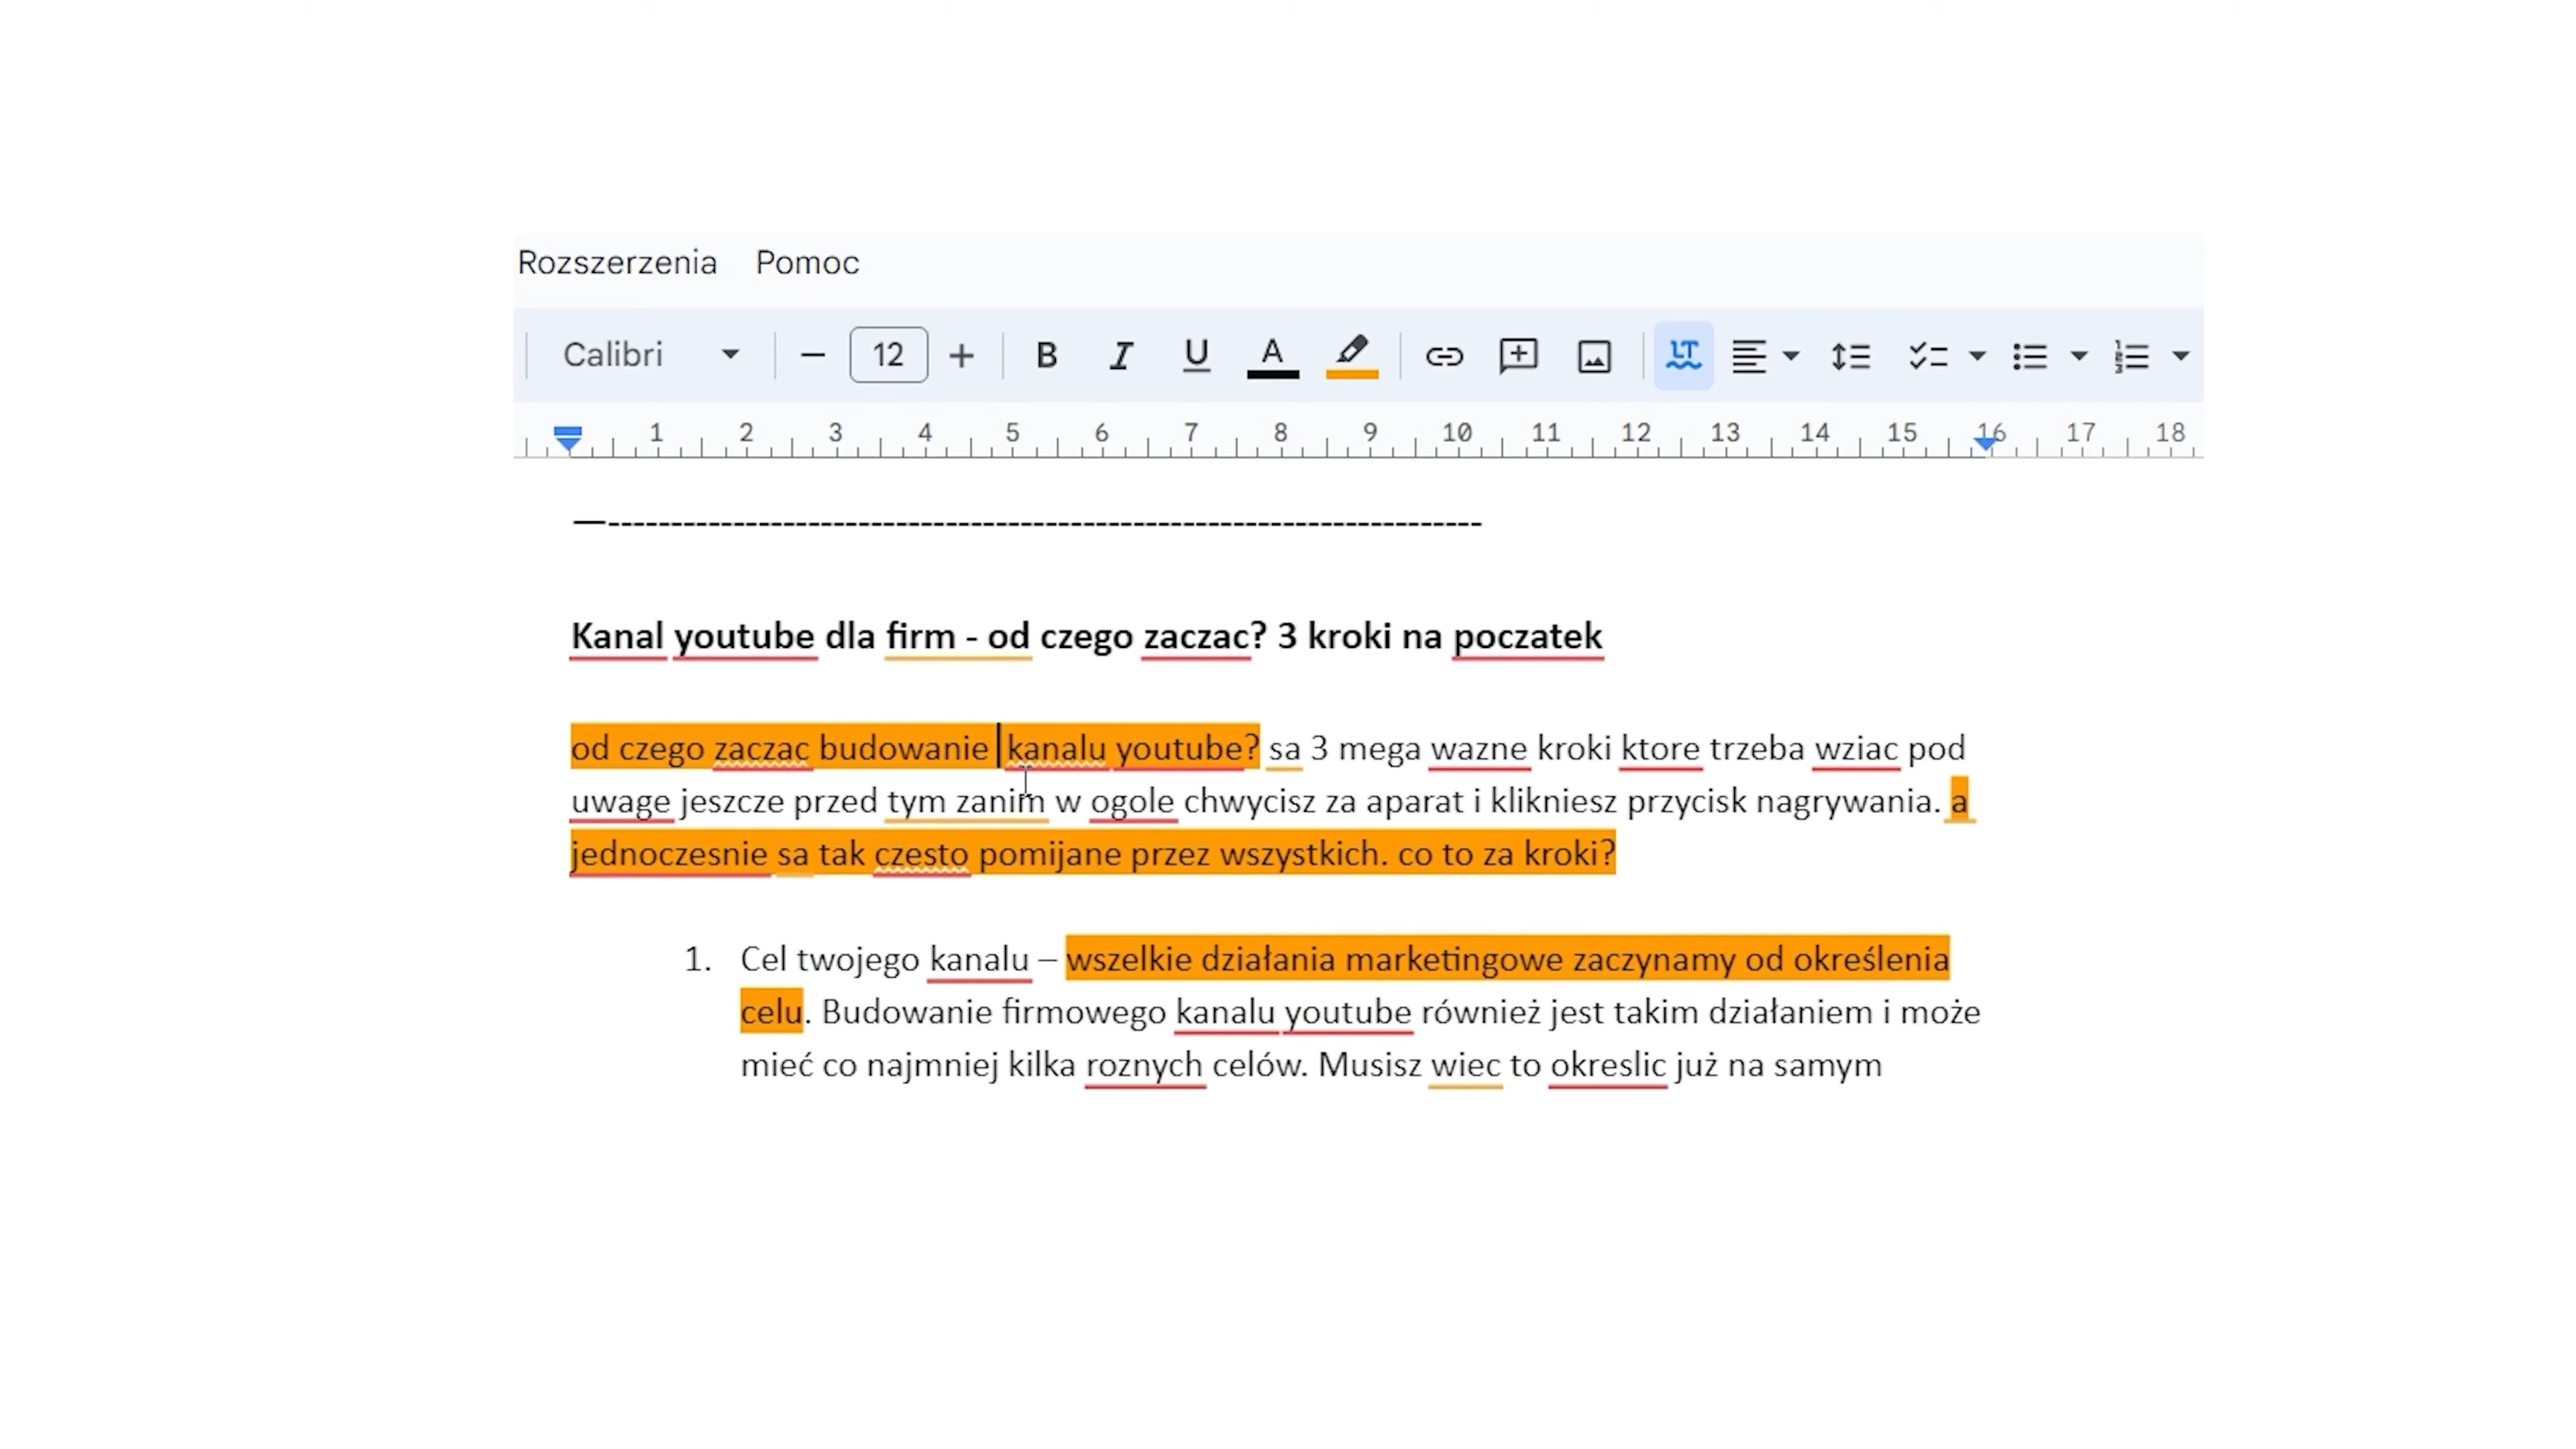 Rozszerzenia Pomoc
Calibri 12 B I U A LT
1 2 3 4 5 6 7 8 9 10 11 12 13 14 15 16 17 18
—----------------------------------------------------------------------
Kanal youtube dla firm - od czego zaczac? 3 kroki na poczatek
od czego zaczac budowanie kanalu youtube? sa 3 mega wazne kroki ktore trzeba wziac pod
uwage jeszcze przed tym zanim w ogole chwycisz za aparat i klikniesz przycisk nagrywania. a
jednoczesnie sa tak czesto pomijane przez wszystkich. co to za kroki?
1. Cel twojego kanalu – wszelkie działania marketingowe zaczynamy od określenia
celu. Budowanie firmowego kanalu youtube również jest takim działaniem i może
mieć co najmniej kilka roznych celów. Musisz wiec to okreslic już na samym